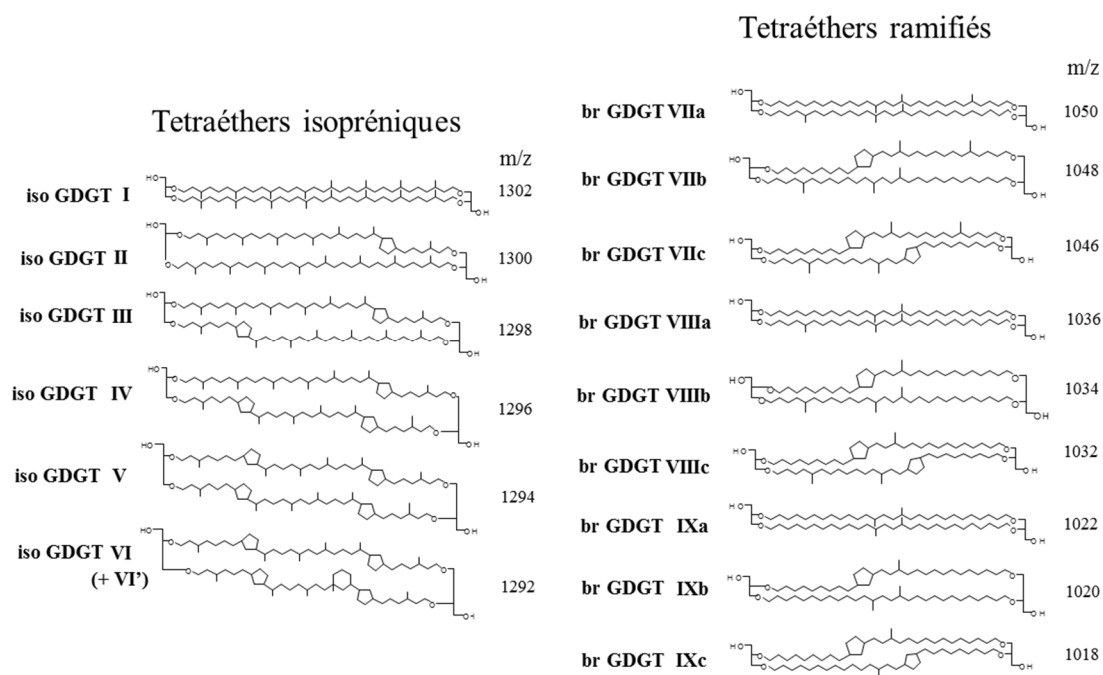 Tetraéthers isopréniques
m/z
iso GDGT I
1302
iso GDGT II
1300
iso GDGT III
1298
iso GDGT IV
1296
iso GDGT V
1294
iso GDGT VI
(+ VI')
1292
Tetraéthers ramifiés
m/z
br GDGT VIIa
1050
br GDGT VIIb
1048
br GDGT VIIc
1046
br GDGT VIIIa
1036
br GDGT VIIIb
1034
br GDGT VIIIc
1032
br GDGT IXa
1022
br GDGT IXb
1020
br GDGT IXc
1018